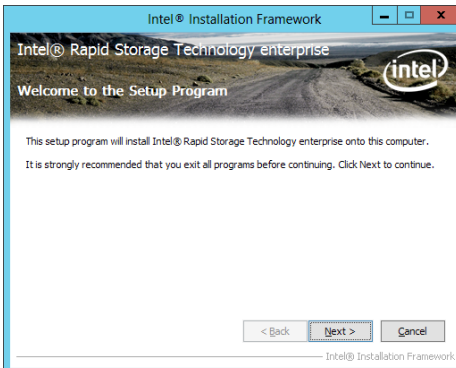 Intel® Installation Framework
Intel® Rapid Storage Technology enterprise
intel
Welcome to the Setup Program
This setup program will install Intel® Rapid Storage Technology enterprise onto this computer.
It is strongly recommended that you exit all programs before continuing. Click Next to continue.
< Back Next > Cancel
Intel® Installation Framework